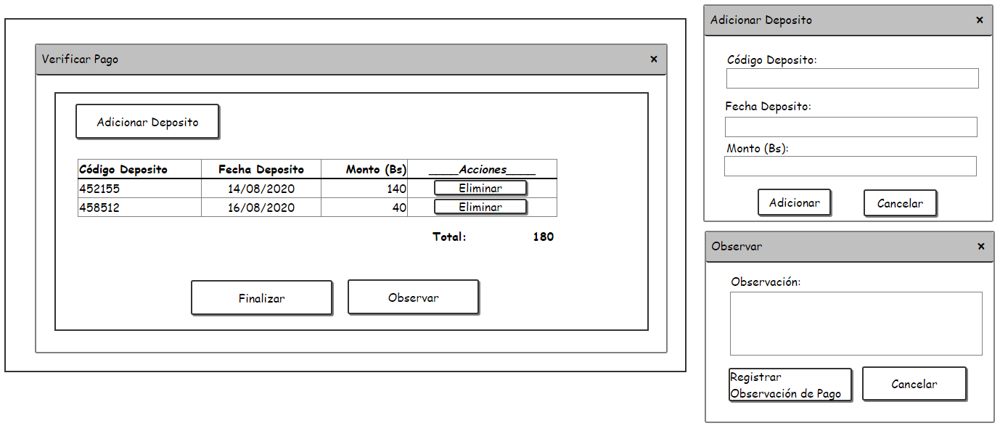 Verificar Pago x
Adicionar Deposito
Código Deposito Fecha Deposito Monto (Bs) ____Acciones____
452155 14/08/2020 140 Eliminar
458512 16/08/2020 40 Eliminar
Total: 180
Finalizar Observar
Adicionar Deposito x
Código Deposito:
Fecha Deposito:
Monto (Bs):
Adicionar Cancelar
Observar x
Observación:
Registrar
Observación de Pago Cancelar